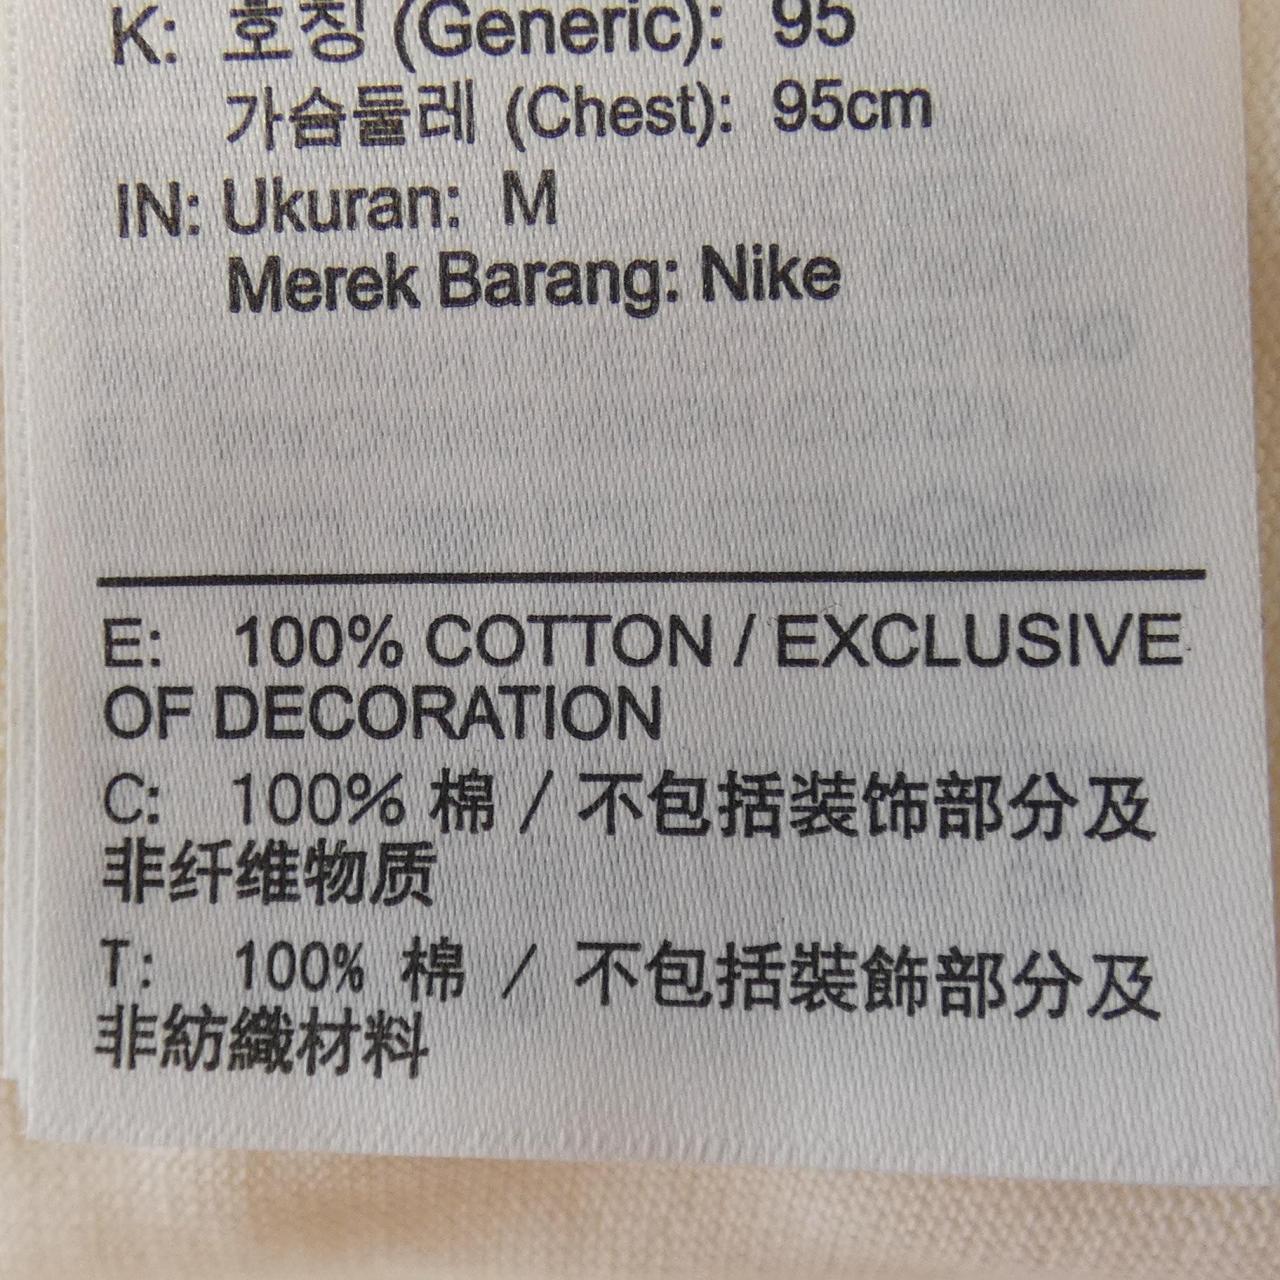 K: 호칭 (Generic): 95
가슴둘레 (Chest): 95cm
IN: Ukuran: M
Merek Barang: Nike
E: 100% COTTON / EXCLUSIVE
OF DECORATION
C: 100% 棉 / 不包括装饰部分及
非纤维物质
T: 100% 棉 / 不包括裝飾部分及
非紡織材料